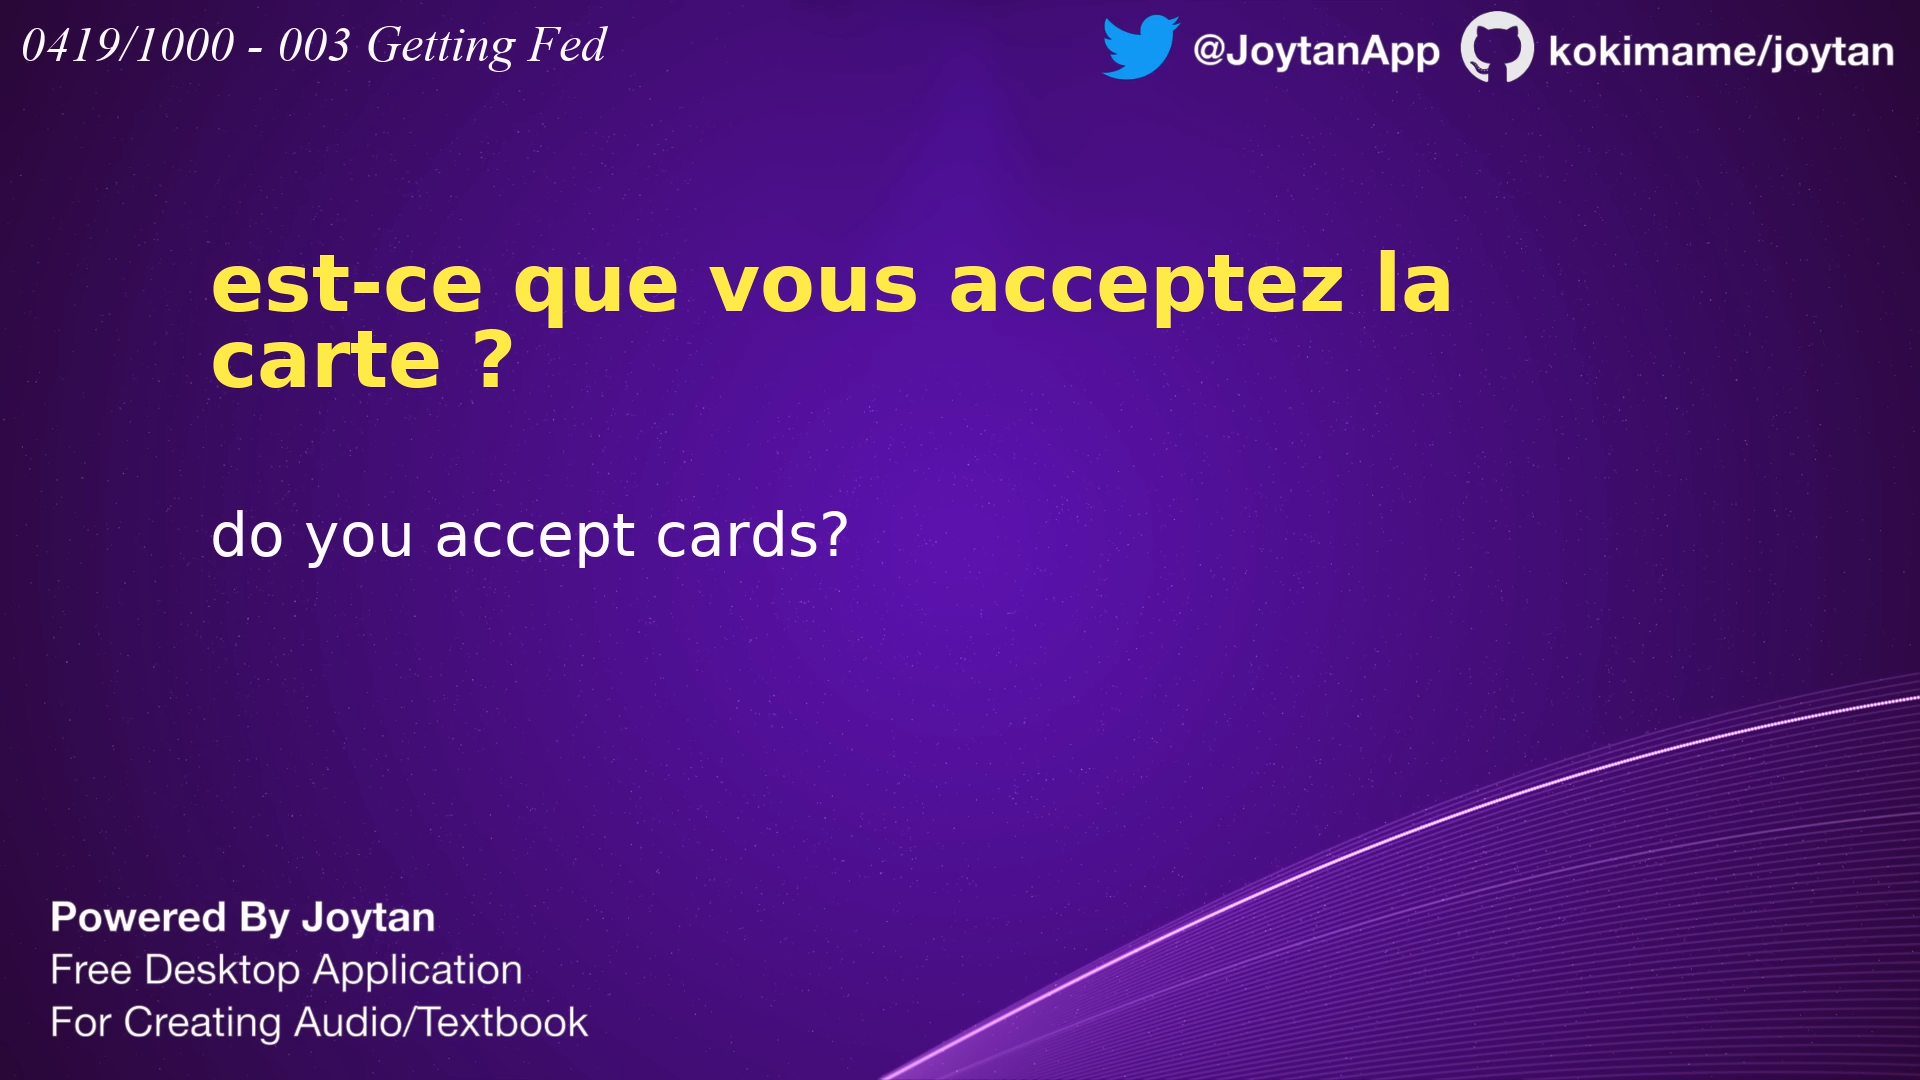 0419/1000 - 003 Getting Fed
@JoytanApp
kokimame/joytan
est-ce que vous acceptez la
carte ?
do you accept cards?
Powered By Joytan
Free Desktop Application
For Creating Audio/Textbook